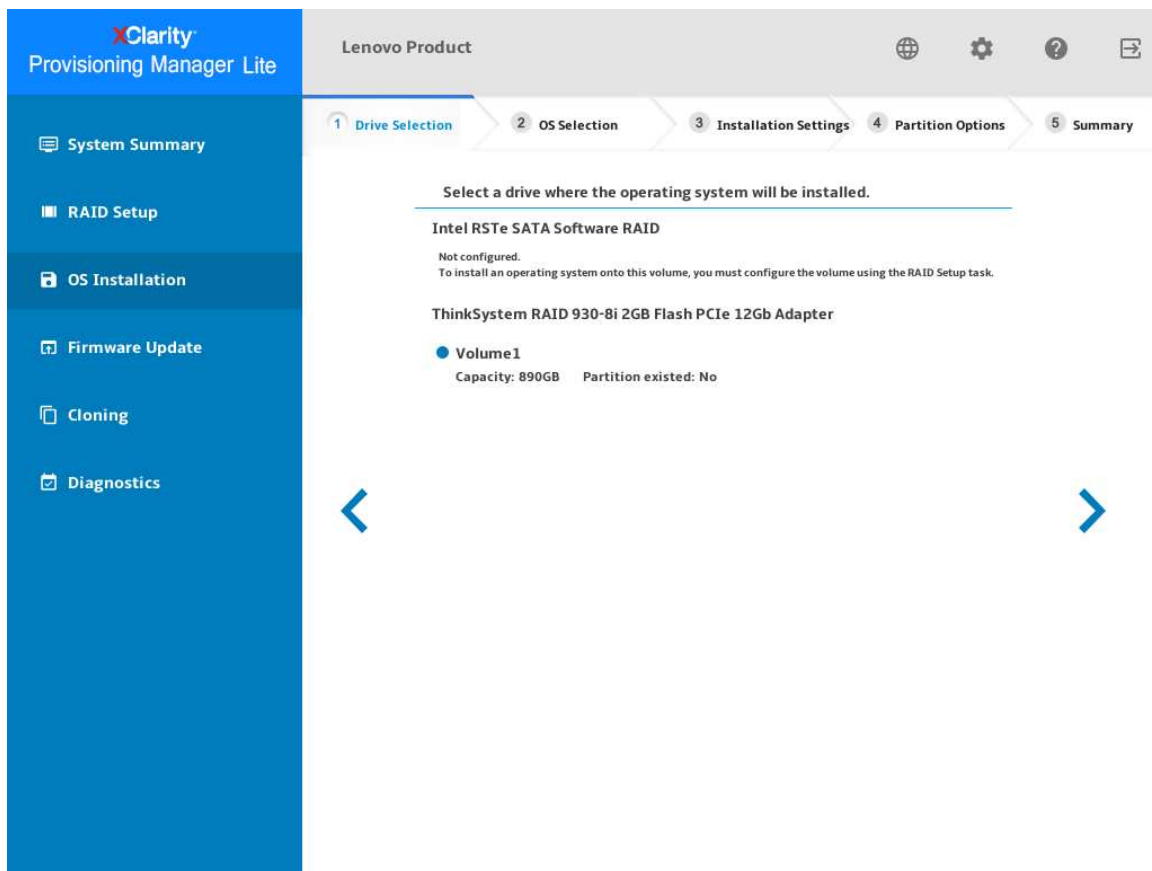 XClarity
Provisioning Manager Lite
Lenovo Product
System Summary
RAID Setup
OS Installation
Firmware Update
Cloning
Diagnostics
1 Drive Selection
2 OS Selection
3 Installation Settings
4 Partition Options
5 Summary
Select a drive where the operating system will be installed.
Intel RSTe SATA Software RAID
Not configured.
To install an operating system onto this volume, you must configure the volume using the RAID Setup task.
ThinkSystem RAID 930-8i 2GB Flash PCIe 12Gb Adapter
Volume1
Capacity: 890GB Partition existed: No